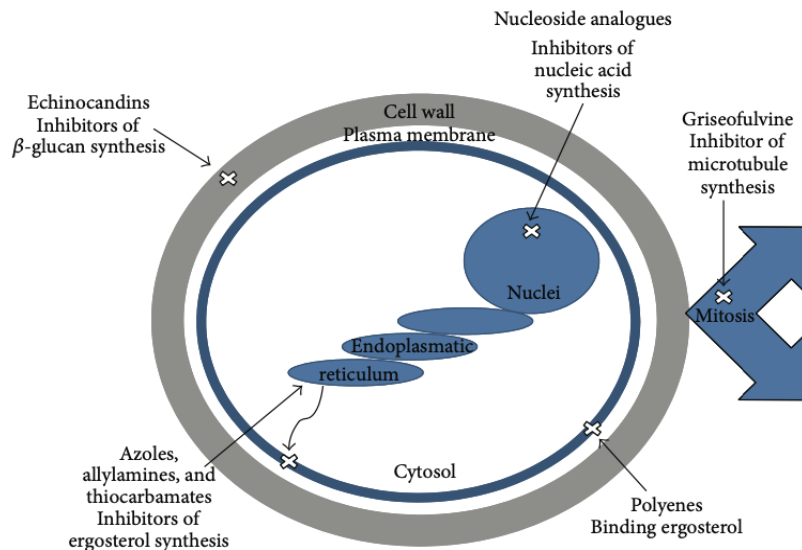 Nucleoside analogues
Inhibitors of
nucleic acid
synthesis
Echinocandins
Inhibitors of
β-glucan synthesis
Cell wall
Plasma membrane
Griseofulvine
Inhibitor of
microtubule
synthesis
Nuclei
Mitosis
Endoplasmatic
reticulum
Azoles,
allylamines, and
thiocarbamates
Inhibitors of
ergosterol synthesis
Cytosol
Polyenes
Binding ergosterol